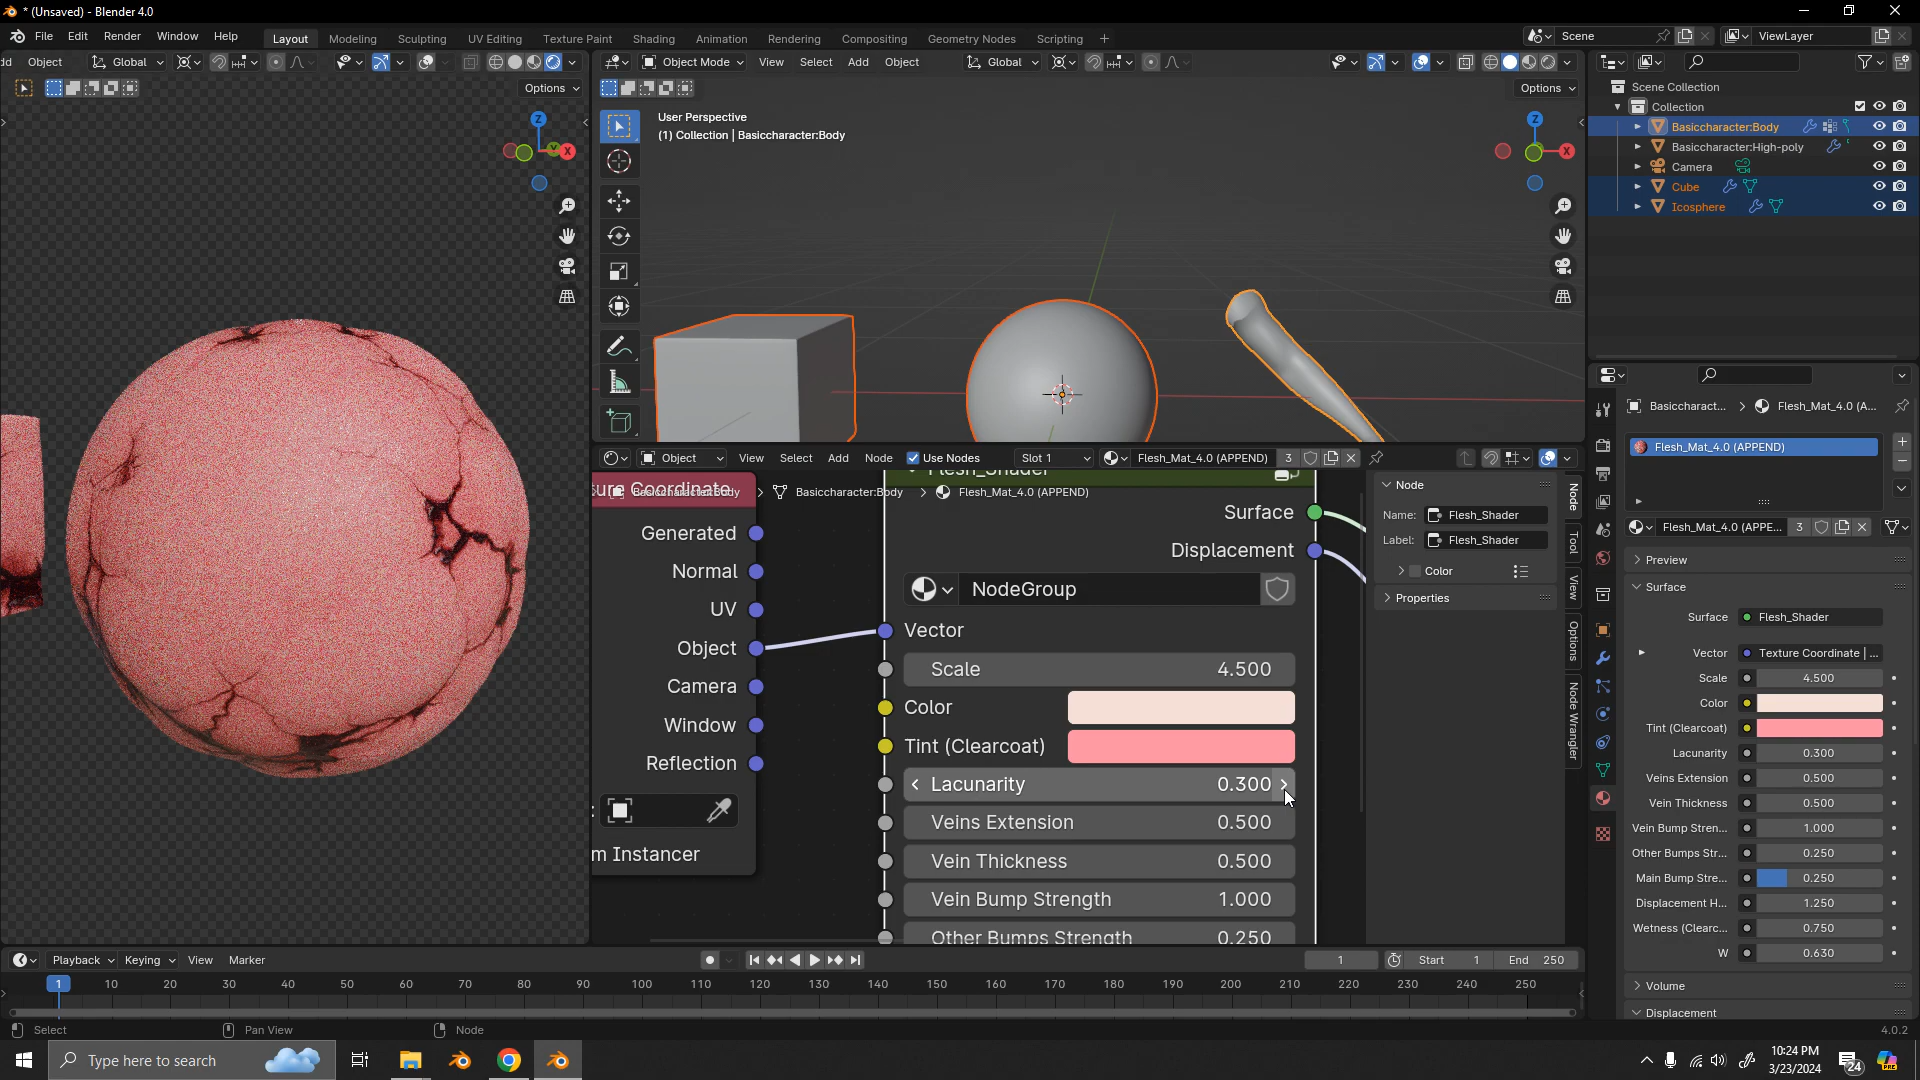 * (Unsaved) - Blender 4.0
File Edit Render Window Help Layout Modeling Sculpting UV Editing Texture Paint Shading Animation Rendering Compositing Geometry Nodes Scripting + Scene ViewLayer
dd Object Global Object Mode View Select Add Object Global
Options Options
Scene Collection
Collection
Basiccharacter:Body
Basiccharacter:High-poly
Camera
Cube
Icosphere
User Perspective
(1) Collection | Basiccharacter:Body
Z Y X
Z X
Basiccharact... > Flesh_Mat_4.0 (A...
Flesh_Mat_4.0 (APPEND)
Object View Select Add Node Use Nodes Slot 1 Flesh_Mat_4.0 (APPEND) 3
Flesh_Shader
ure Coordinate
Basiccharacter:Body > Basiccharacter:Body > Flesh_Mat_4.0 (APPEND)
Generated
Normal
UV
Object
Camera
Window
Reflection
m Instancer
Surface
Displacement
NodeGroup
Vector
Scale 4.500
Color
Tint (Clearcoat)
Lacunarity 0.300
Veins Extension 0.500
Vein Thickness 0.500
Vein Bump Strength 1.000
Other Bumps Strength 0.250
Node
Name: Flesh_Shader
Label: Flesh_Shader
Color
Properties
Node
Tool
View
Options
Node Wrangler
Flesh_Mat_4.0 (APPE... 3
Preview
Surface
Surface Flesh_Shader
Vector Texture Coordinate | ...
Scale 4.500
Color
Tint (Clearcoat)
Lacunarity 0.300
Veins Extension 0.500
Vein Thickness 0.500
Vein Bump Stren... 1.000
Other Bumps Str... 0.250
Main Bump Stre... 0.250
Displacement H... 1.250
Wetness (Clearc... 0.750
W 0.630
Volume
Displacement
Playback Keying View Marker 1 Start 1 End 250
1 10 20 30 40 50 60 70 80 90 100 110 120 130 140 150 160 170 180 190 200 210 220 230 240 250
Select Pan View Node 4.0.2
Type here to search
10:24 PM
3/23/2024
24
PRE